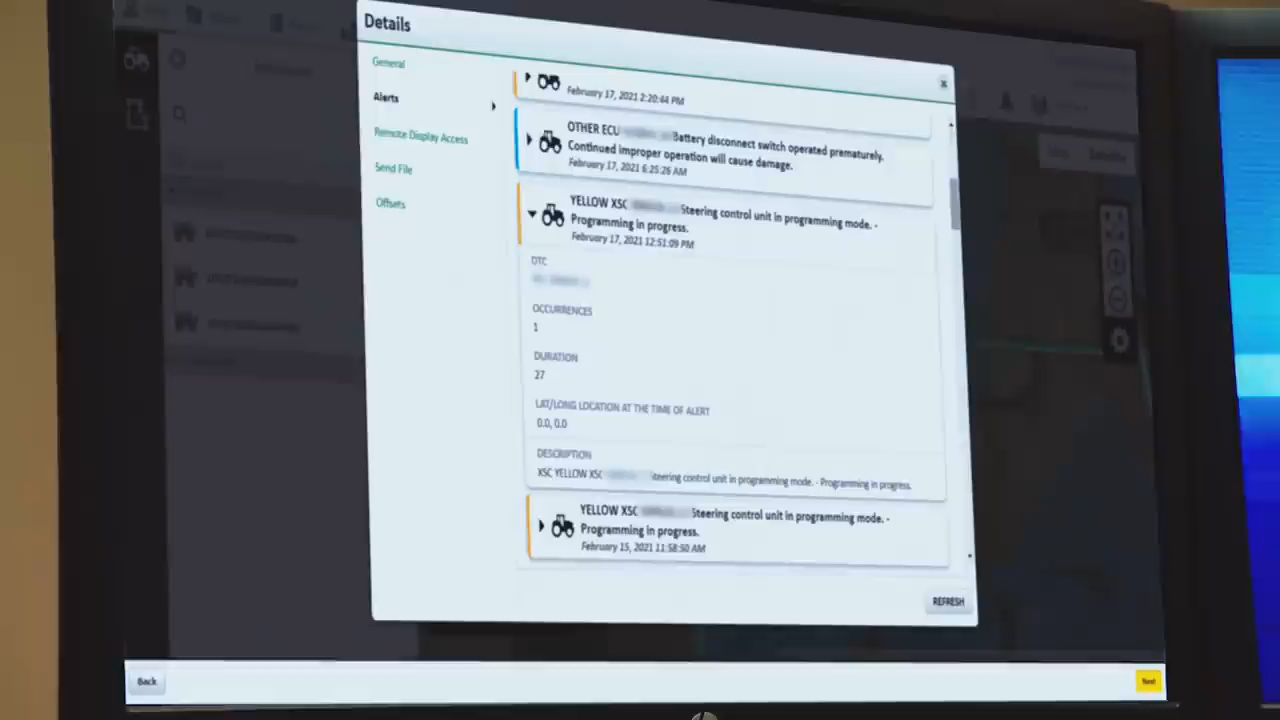 Details
General
Alerts
Remote Display Access
Send File
Offsets
February 17, 2021 2:20:44 PM
OTHER ECU Battery disconnect switch operated prematurely.
Continued improper operation will cause damage.
February 17, 2021 6:25:26 AM
YELLOW XSC Steering control unit in programming mode. -
Programming in progress.
February 17, 2021 12:51:09 PM
DTC
OCCURRENCES
1
DURATION
27
LAT/LONG LOCATION AT THE TIME OF ALERT
0.0, 0.0
DESCRIPTION
XSC YELLOW XSC Steering control unit in programming mode. - Programming in progress.
YELLOW XSC Steering control unit in programming mode. -
Programming in progress.
February 15, 2021 11:58:50 AM
REFRESH
Back
Next